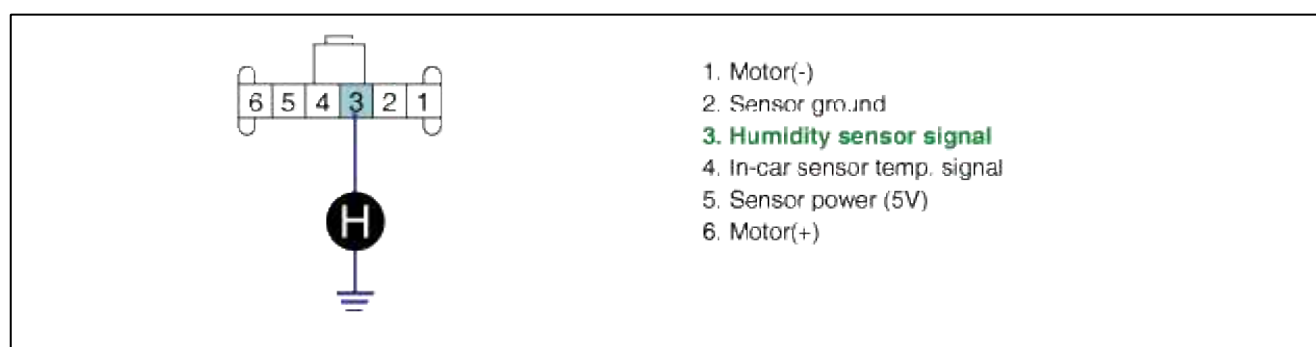 6 5 4 3 2 1
H
1. Motor(-)
2. Sensor ground
3. Humidity sensor signal
4. In-car sensor temp. signal
5. Sensor power (5V)
6. Motor(+)